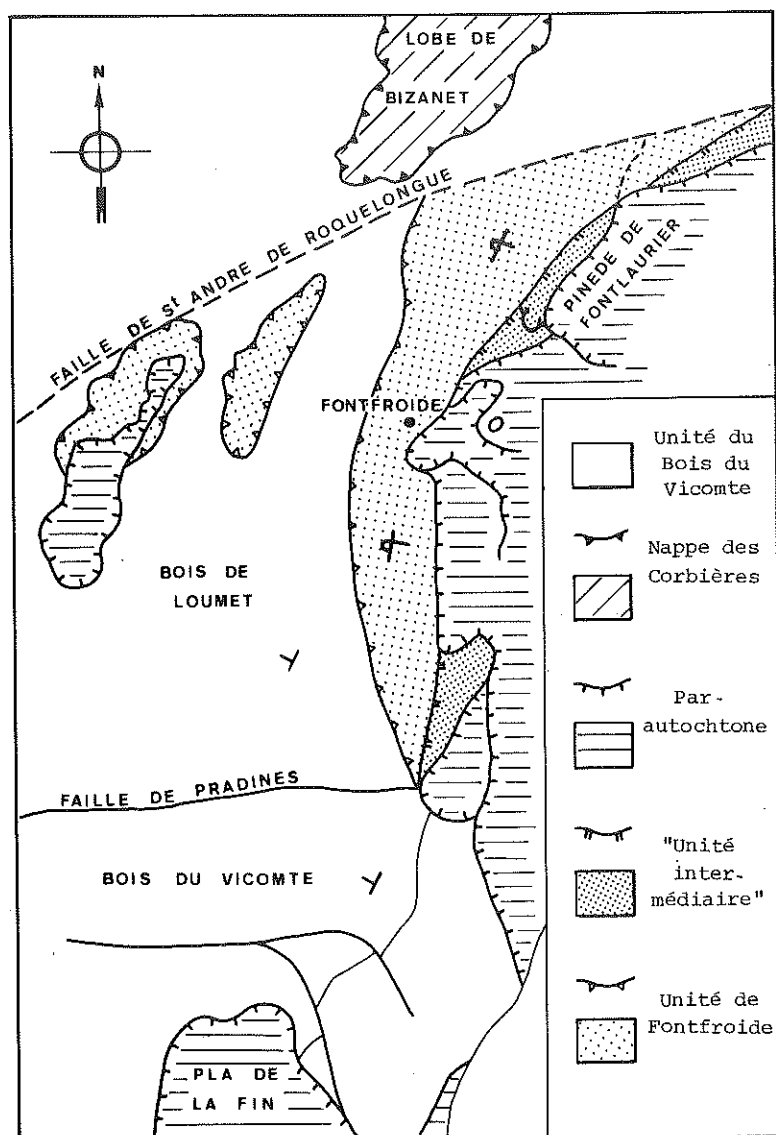 LOBE DE
BIZANET
N
FAILLE DE St ANDRE DE ROQUELONGUE
PINEDE DE
FONTLAURIER
FONTFROIDE
BOIS DE
LOUMET
FAILLE DE PRADINES
BOIS DU VICOMTE
PLA DE
LA FIN
Unité du
Bois du
Vicomte
Nappe des
Corbières
Par-
autochtone
"Unité
inter-
médiaire"
Unité de
Fontfroide